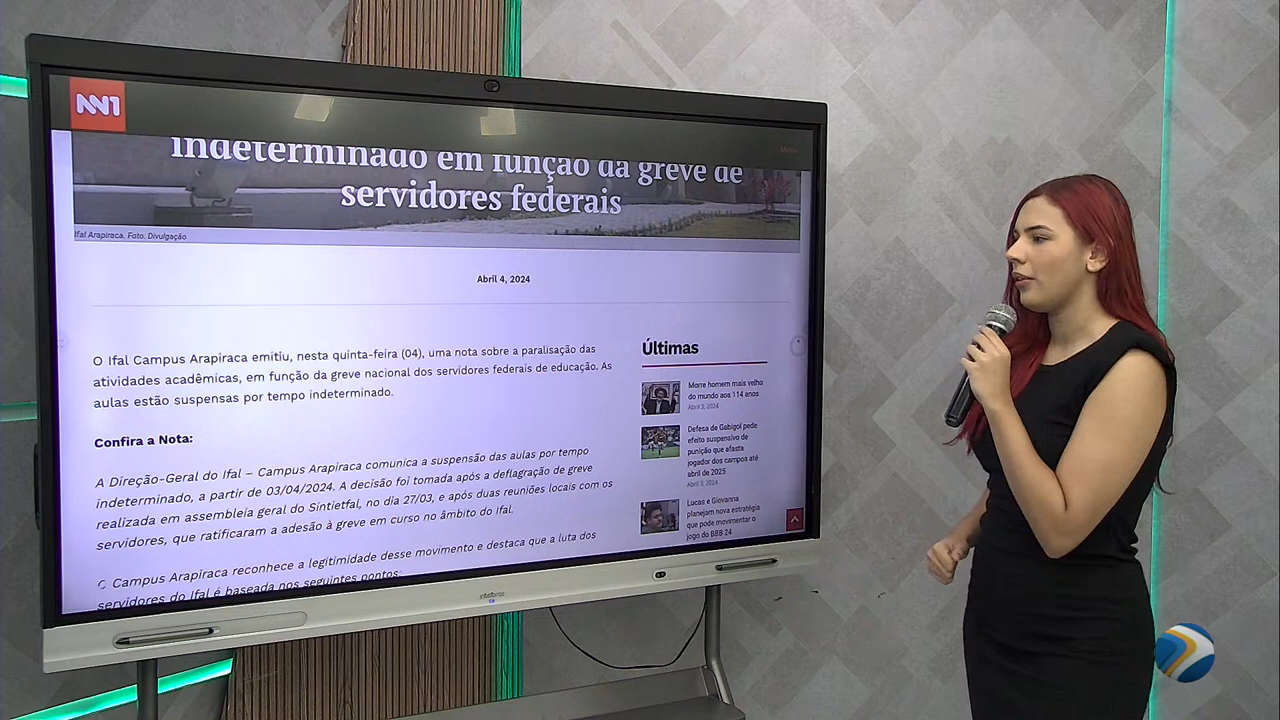 NN1
Menu
indeterminado em função da greve de
servidores federais
Ifal Arapiraca. Foto: Divulgação
Abril 4, 2024
O Ifal Campus Arapiraca emitiu, nesta quinta-feira (04), uma nota sobre a paralisação das
atividades acadêmicas, em função da greve nacional dos servidores federais de educação. As
aulas estão suspensas por tempo indeterminado.
Confira a Nota:
A Direção-Geral do Ifal – Campus Arapiraca comunica a suspensão das aulas por tempo
indeterminado, a partir de 03/04/2024. A decisão foi tomada após a deflagração de greve
realizada em assembleia geral do Sintietfal, no dia 27/03, e após duas reuniões locais com os
servidores, que ratificaram a adesão à greve em curso no âmbito do Ifal.
O Campus Arapiraca reconhece a legitimidade desse movimento e destaca que a luta dos
servidores do Ifal é baseada nos seguintes pontos:
Últimas
Morre homem mais velho
do mundo aos 114 anos
Abril 3, 2024
Defesa de Gabigol pede
efeito suspensivo de
punição que afasta
jogador dos campos até
abril de 2025
Abril 3, 2024
Lucas e Giovanna
planejam nova estratégia
que pode movimentar o
jogo do BBB 24
intelbras